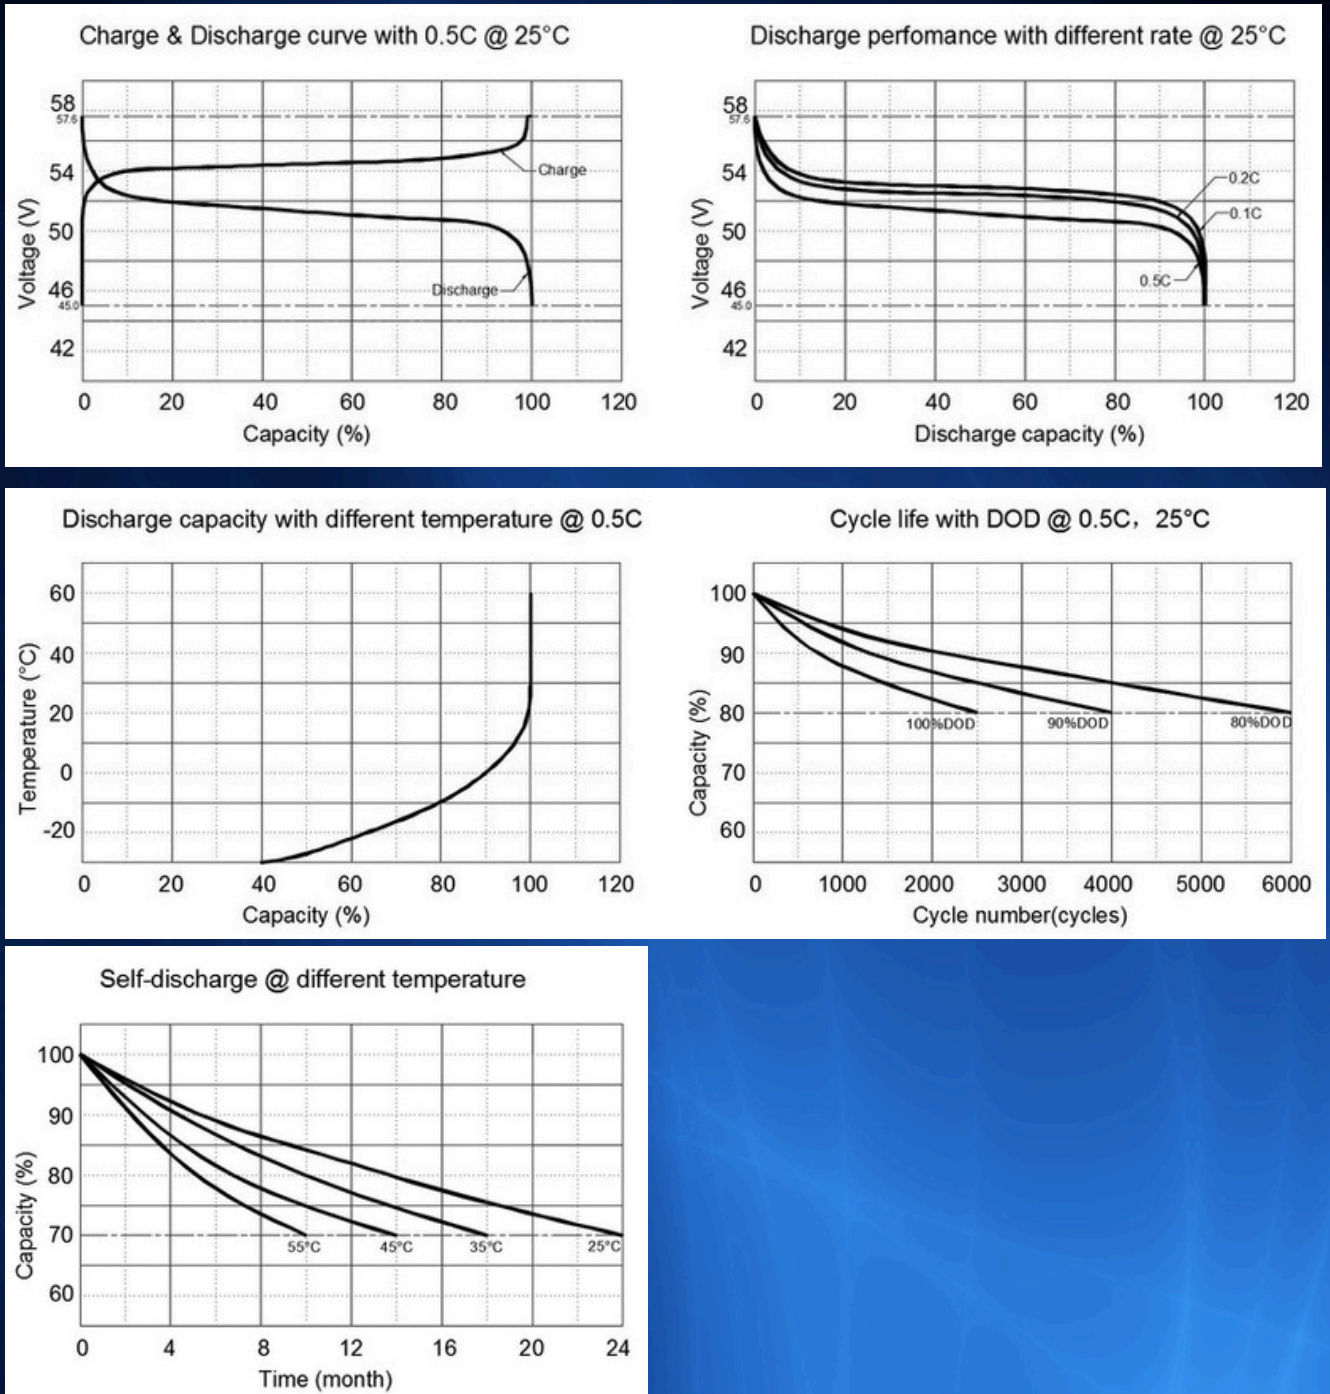 Charge & Discharge curve with 0.5C @ 25°C
58
57.6
54
50
46
45.0
42
Voltage (V)
Charge
Discharge
0 20 40 60 80 100 120
Capacity (%)
Discharge perfomance with different rate @ 25°C
58
57.6
54
50
46
45.0
42
Voltage (V)
0.2C
0.1C
0.5C
0 20 40 60 80 100 120
Discharge capacity (%)
Discharge capacity with different temperature @ 0.5C
60
40
20
0
-20
Temperature (°C)
0 20 40 60 80 100 120
Capacity (%)
Cycle life with DOD @ 0.5C, 25°C
100
90
80
70
60
Capacity (%)
100%DOD 90%DOD 80%DOD
0 1000 2000 3000 4000 5000 6000
Cycle number(cycles)
Self-discharge @ different temperature
100
90
80
70
60
Capacity (%)
55°C 45°C 35°C 25°C
0 4 8 12 16 20 24
Time (month)